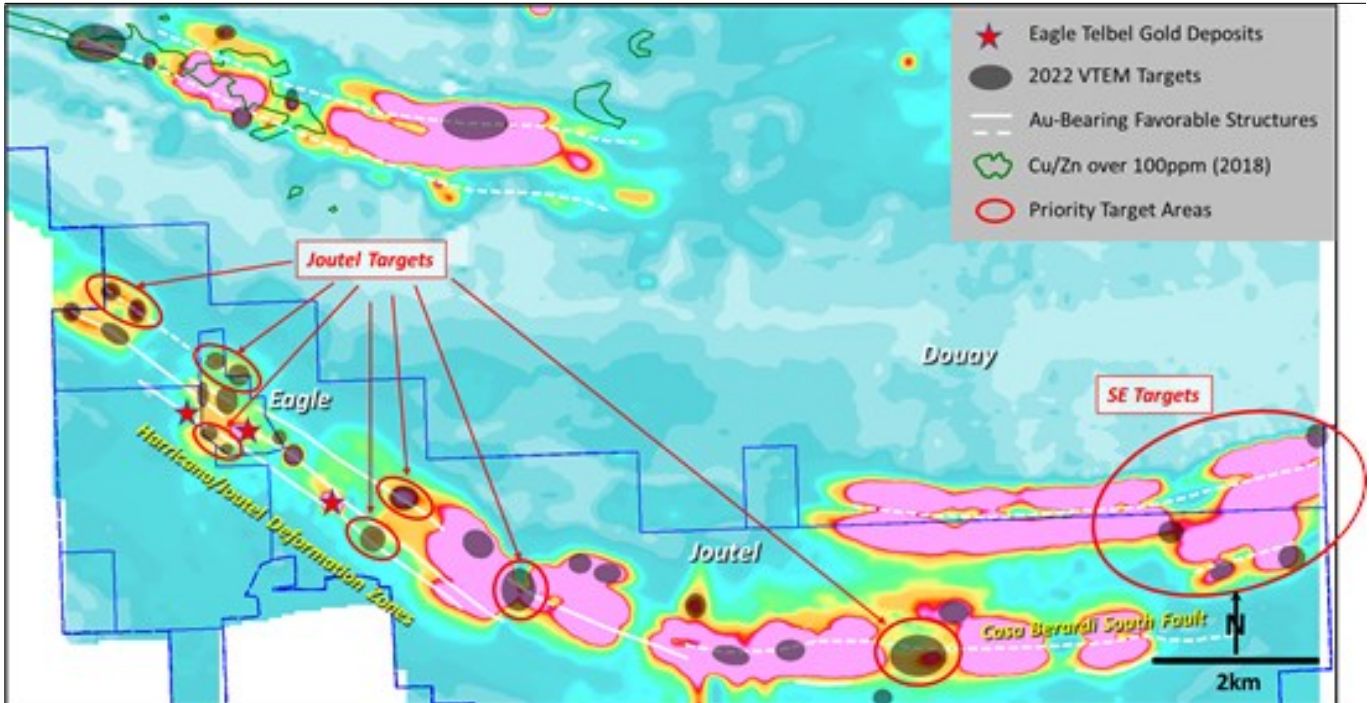 Eagle Telbel Gold Deposits
2022 VTEM Targets
Au-Bearing Favorable Structures
Cu/Zn over 100ppm (2018)
Priority Target Areas
Joutel Targets
Douay
SE Targets
Eagle
Harricana/Joutel Deformation Zones
Joutel
Casa Berardi South Fault
N
2km